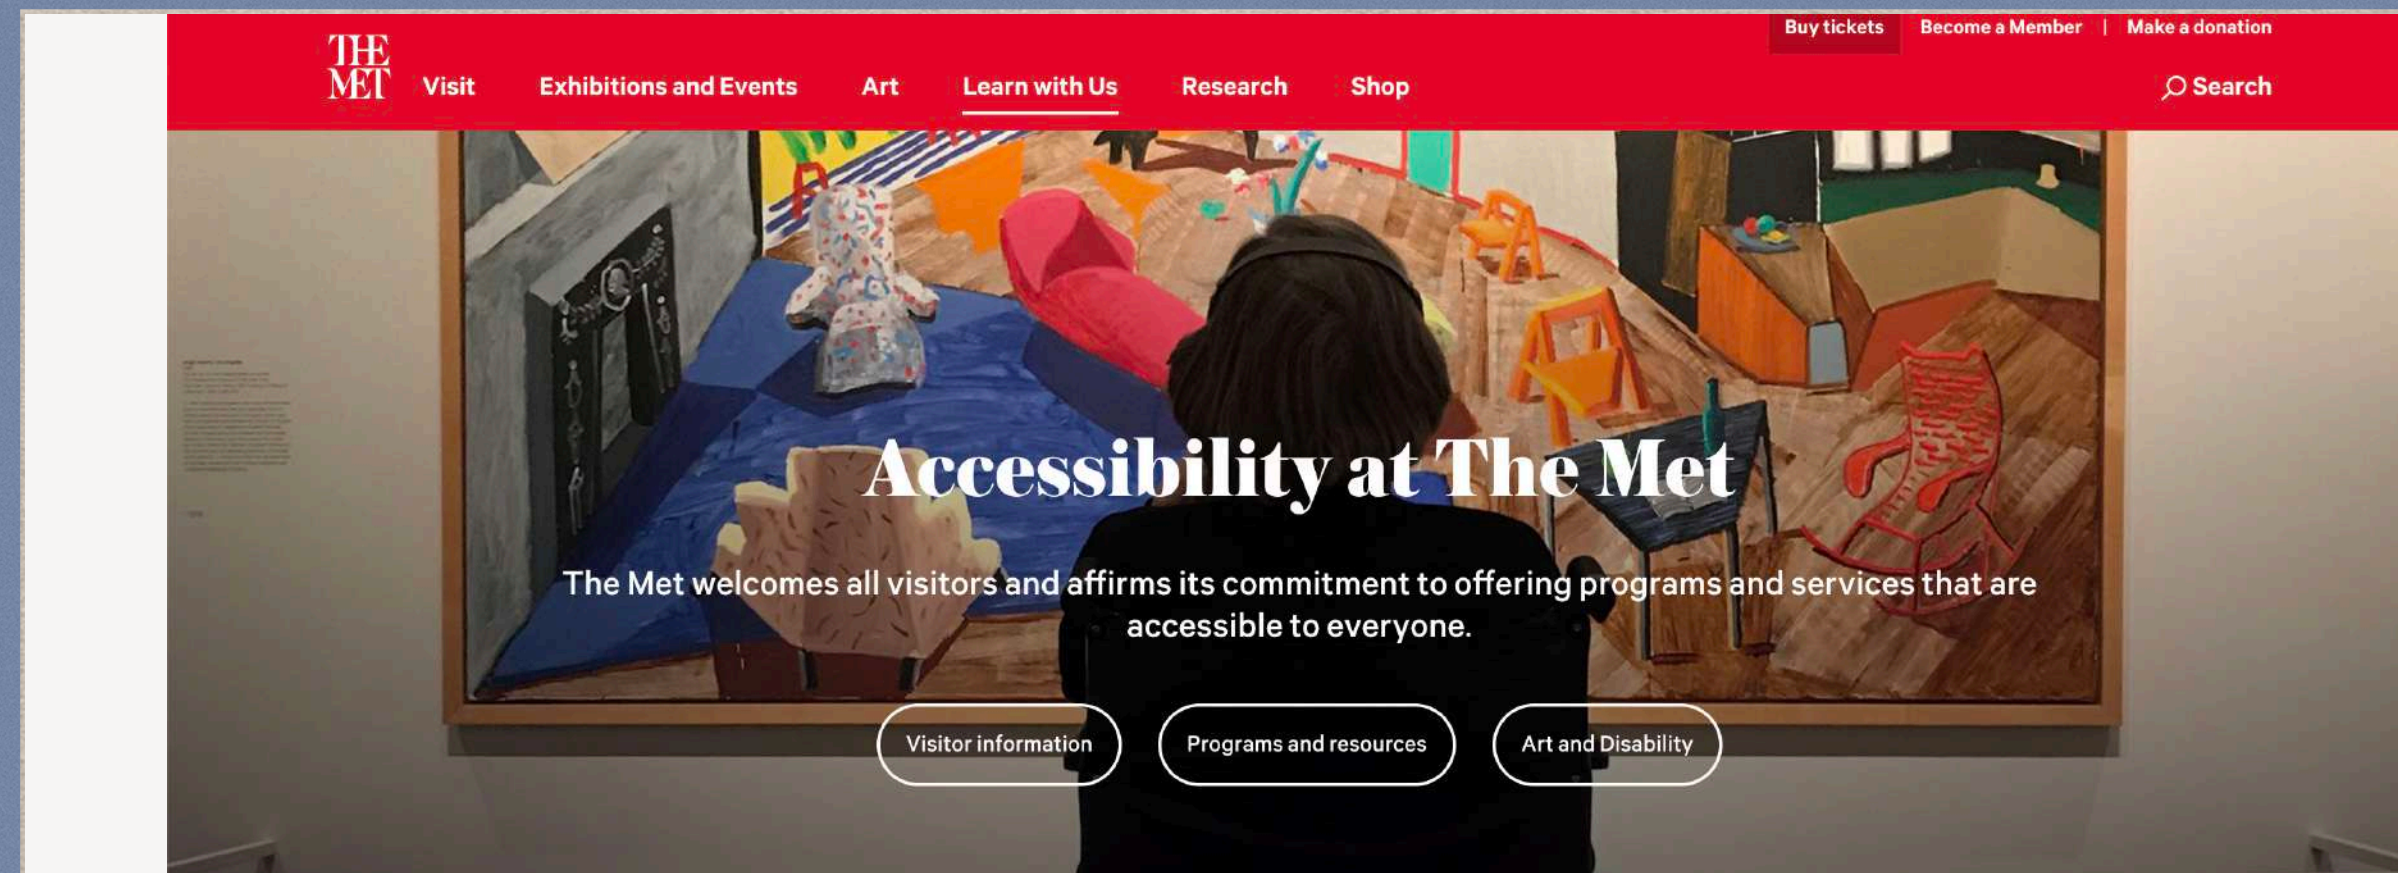 Buy tickets
Become a Member | Make a donation
THE
MET
Visit
Exhibitions and Events
Art
Learn with Us
Research
Shop
Search
Accessibility at The Met
The Met welcomes all visitors and affirms its commitment to offering programs and services that are
accessible to everyone.
Visitor information
Programs and resources
Art and Disability